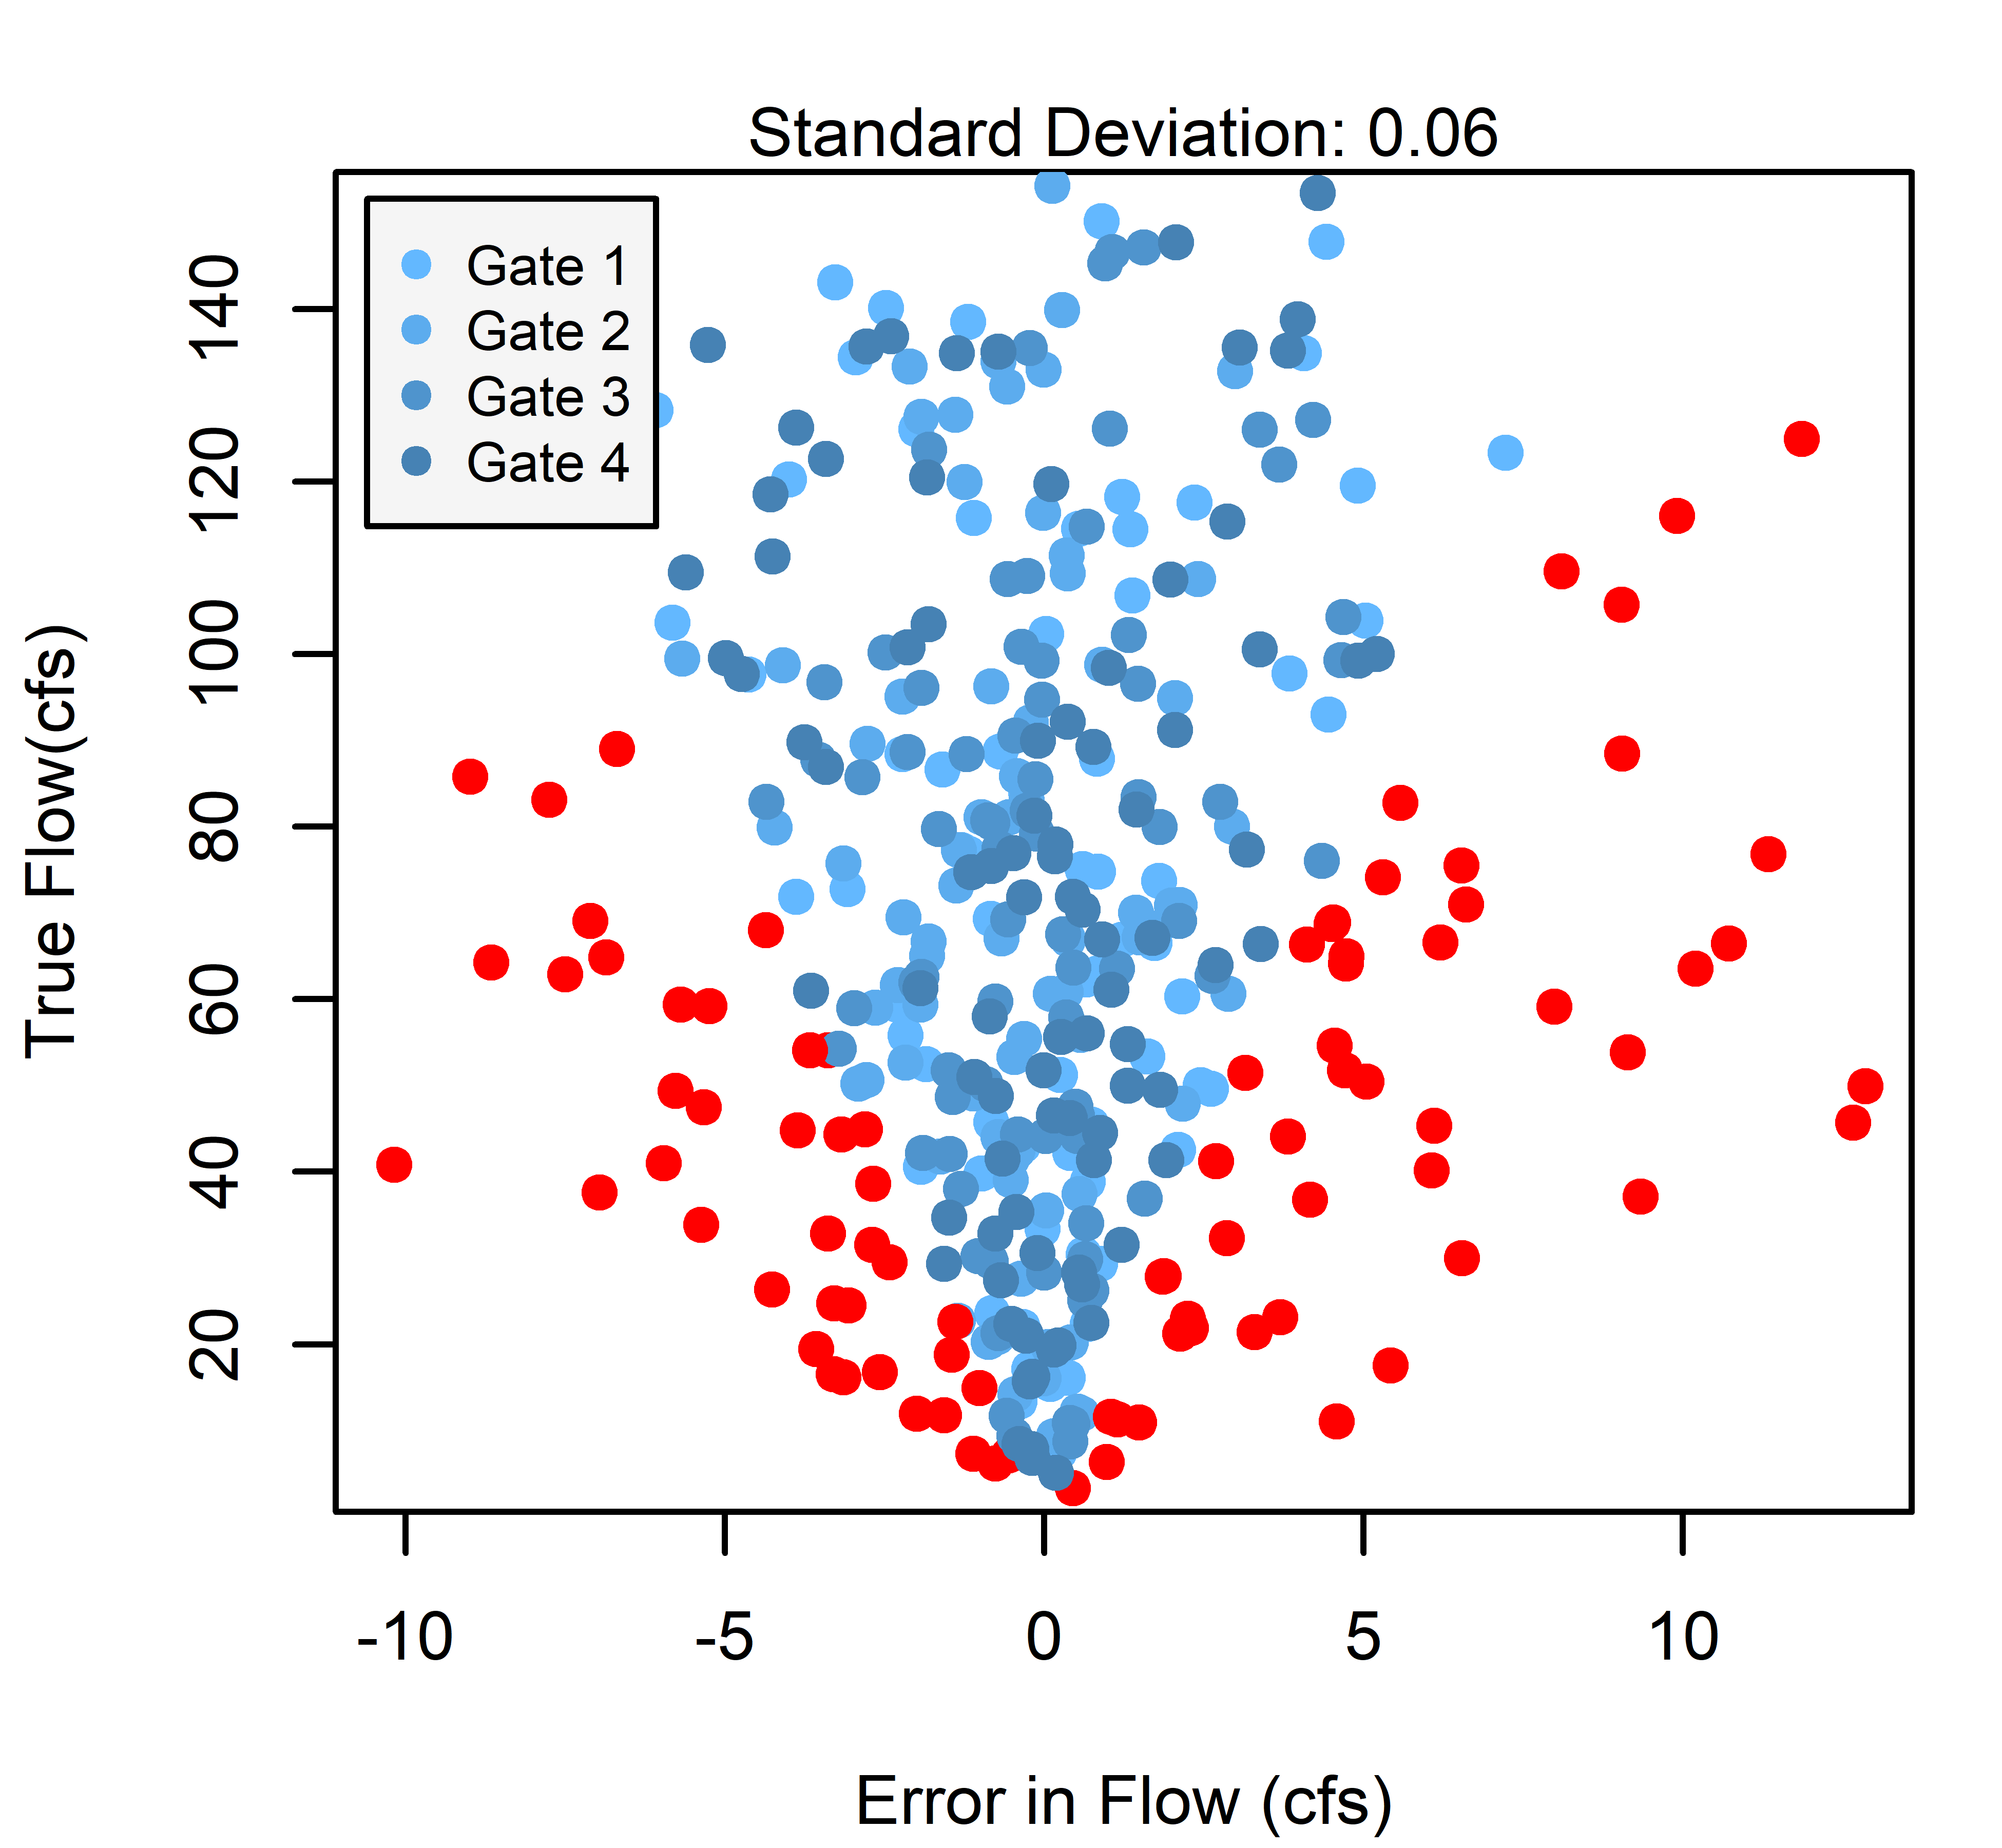 Standard Deviation: 0.06
Gate 1
Gate 2
Gate 3
Gate 4
True Flow(cfs)
140
120
100
80
60
40
20
-10 -5 0 5 10
Error in Flow (cfs)